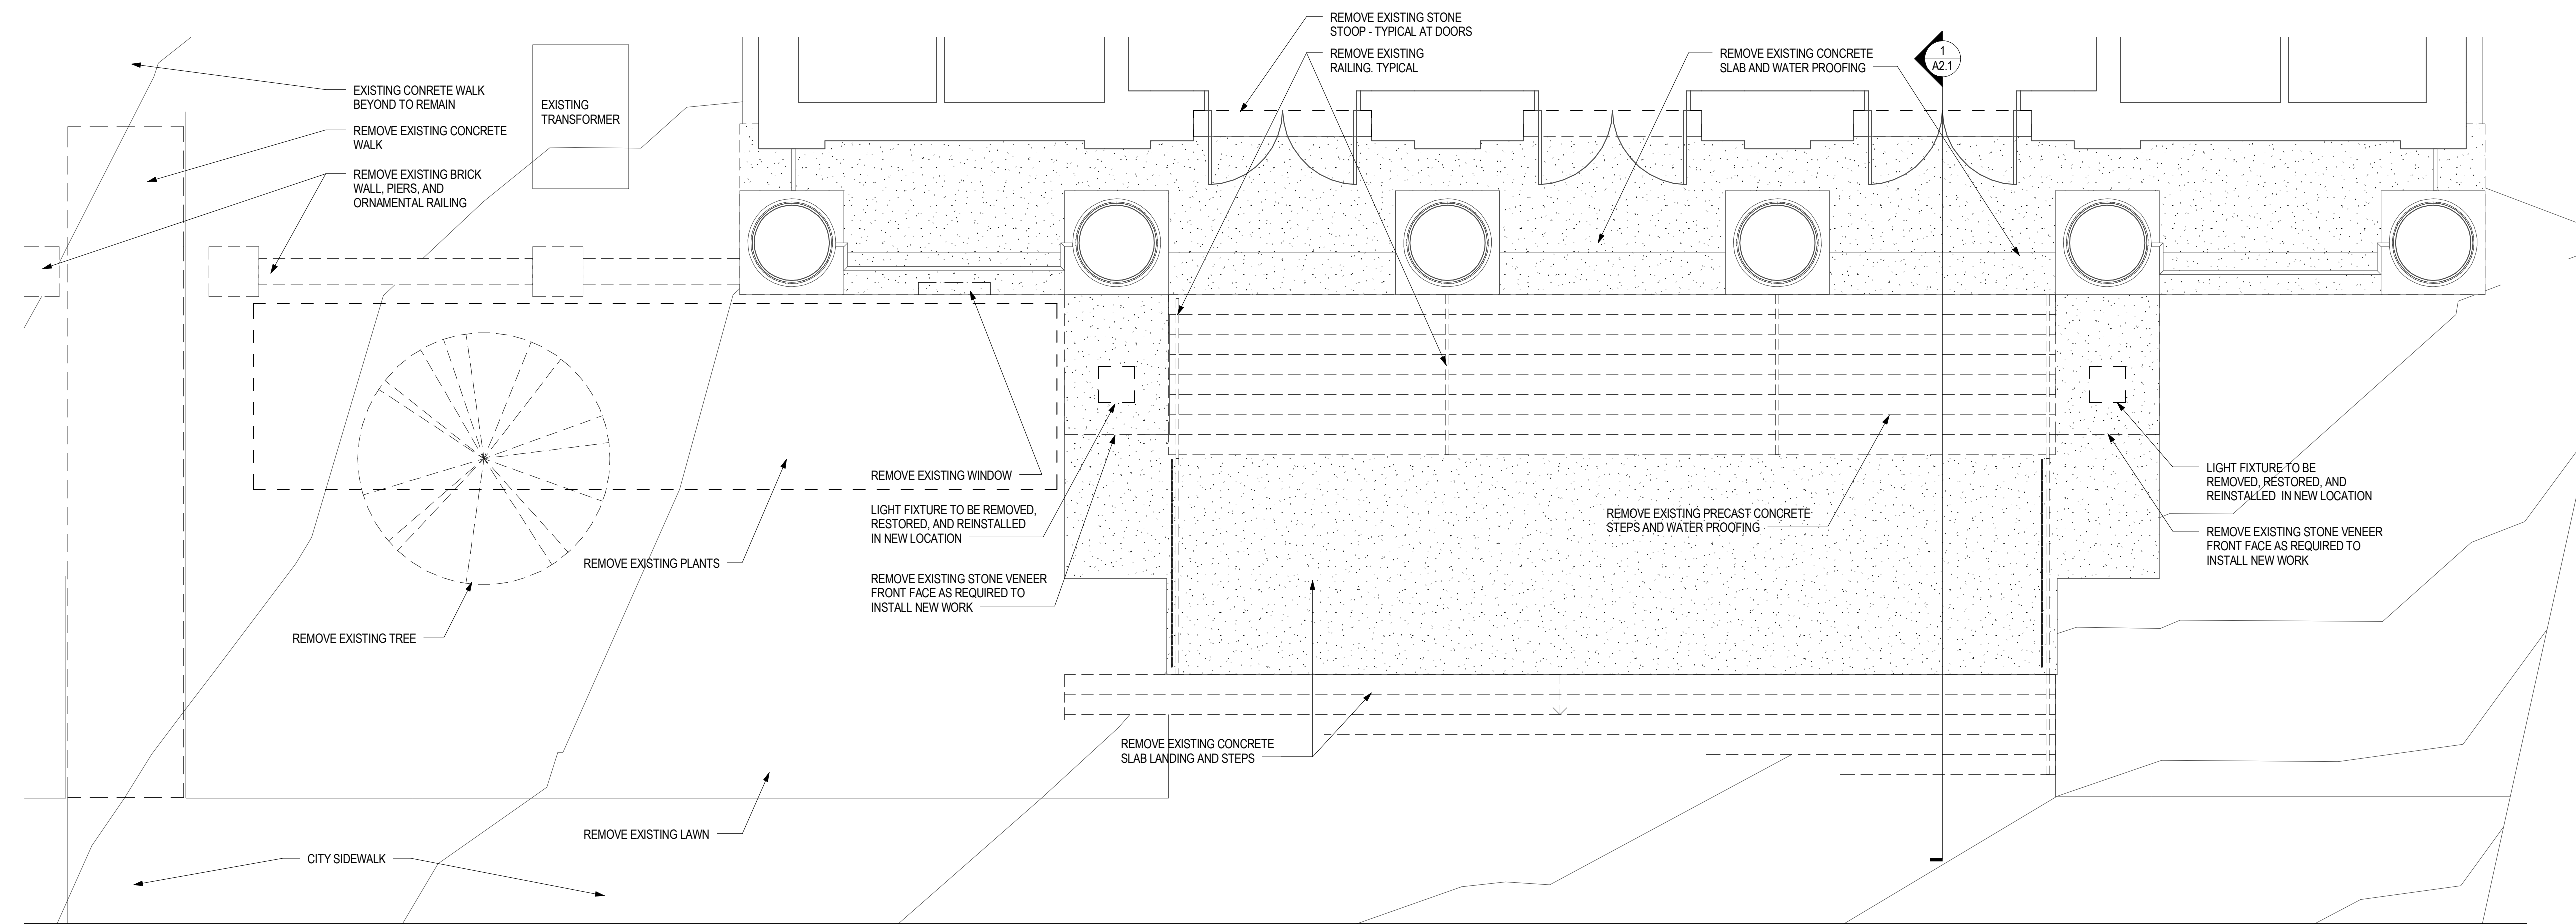 REMOVE EXISTING STONE
STOOP - TYPICAL AT DOORS
REMOVE EXISTING
RAILING. TYPICAL
REMOVE EXISTING CONCRETE
SLAB AND WATER PROOFING
1
A2.1
EXISTING CONRETE WALK
BEYOND TO REMAIN
REMOVE EXISTING CONCRETE
WALK
REMOVE EXISTING BRICK
WALL, PIERS, AND
ORNAMENTAL RAILING
EXISTING
TRANSFORMER
REMOVE EXISTING WINDOW
LIGHT FIXTURE TO BE REMOVED,
RESTORED, AND REINSTALLED
IN NEW LOCATION
REMOVE EXISTING STONE VENEER
FRONT FACE AS REQUIRED TO
INSTALL NEW WORK
REMOVE EXISTING PLANTS
REMOVE EXISTING TREE
REMOVE EXISTING PRECAST CONCRETE
STEPS AND WATER PROOFING
LIGHT FIXTURE TO BE
REMOVED, RESTORED, AND
REINSTALLED IN NEW LOCATION
REMOVE EXISTING STONE VENEER
FRONT FACE AS REQUIRED TO
INSTALL NEW WORK
REMOVE EXISTING CONCRETE
SLAB LANDING AND STEPS
REMOVE EXISTING LAWN
CITY SIDEWALK